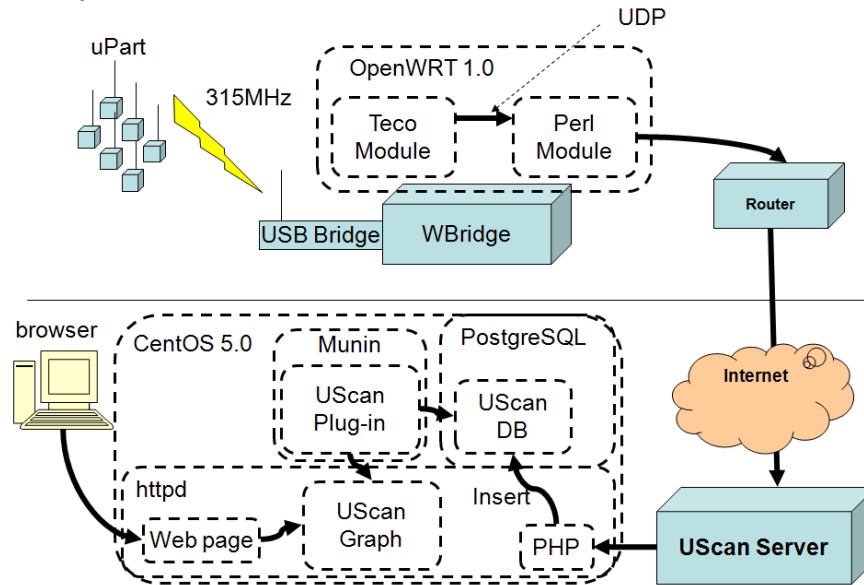 UDP
uPart
OpenWRT 1.0
315MHz
Teco
Module
Perl
Module
Router
USB Bridge
WBridge
browser
CentOS 5.0
Munin
PostgreSQL
Internet
UScan
Plug-in
UScan
DB
httpd
Insert
UScan
Graph
Web page
PHP
UScan Server